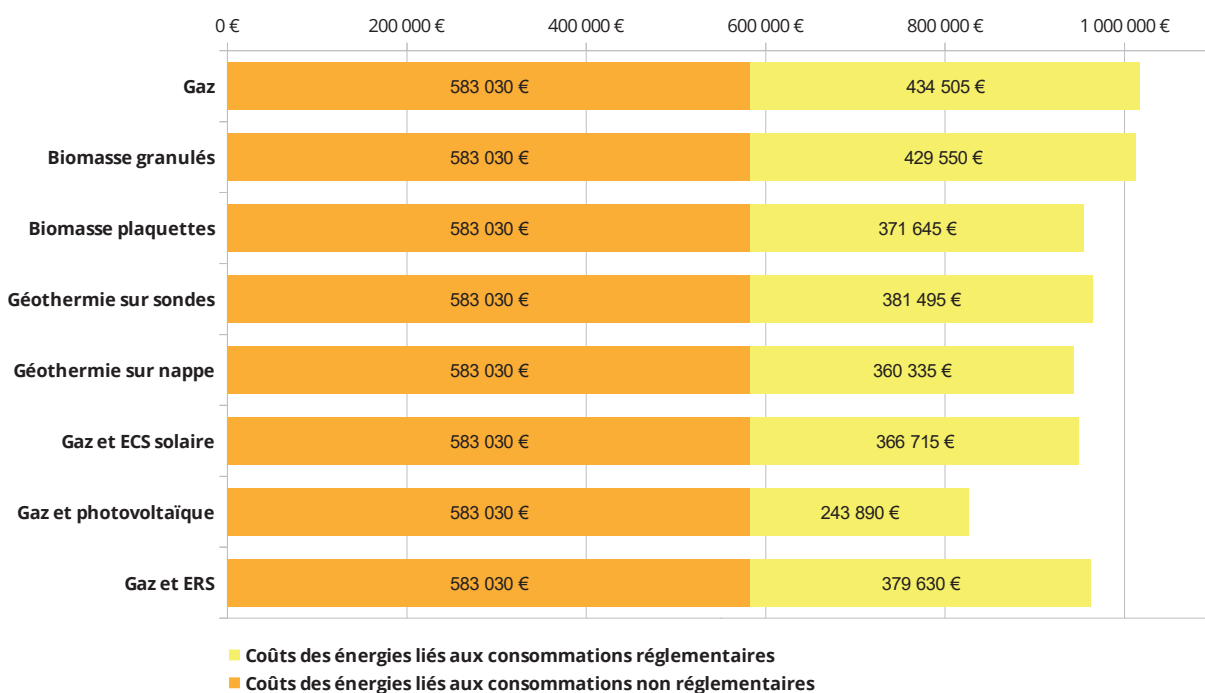 0 € 200 000 € 400 000 € 600 000 € 800 000 € 1 000 000 €
Gaz 583 030 € 434 505 €
Biomasse granulés 583 030 € 429 550 €
Biomasse plaquettes 583 030 € 371 645 €
Géothermie sur sondes 583 030 € 381 495 €
Géothermie sur nappe 583 030 € 360 335 €
Gaz et ECS solaire 583 030 € 366 715 €
Gaz et photovoltaïque 583 030 € 243 890 €
Gaz et ERS 583 030 € 379 630 €
Coûts des énergies liés aux consommations réglementaires
Coûts des énergies liés aux consommations non réglementaires